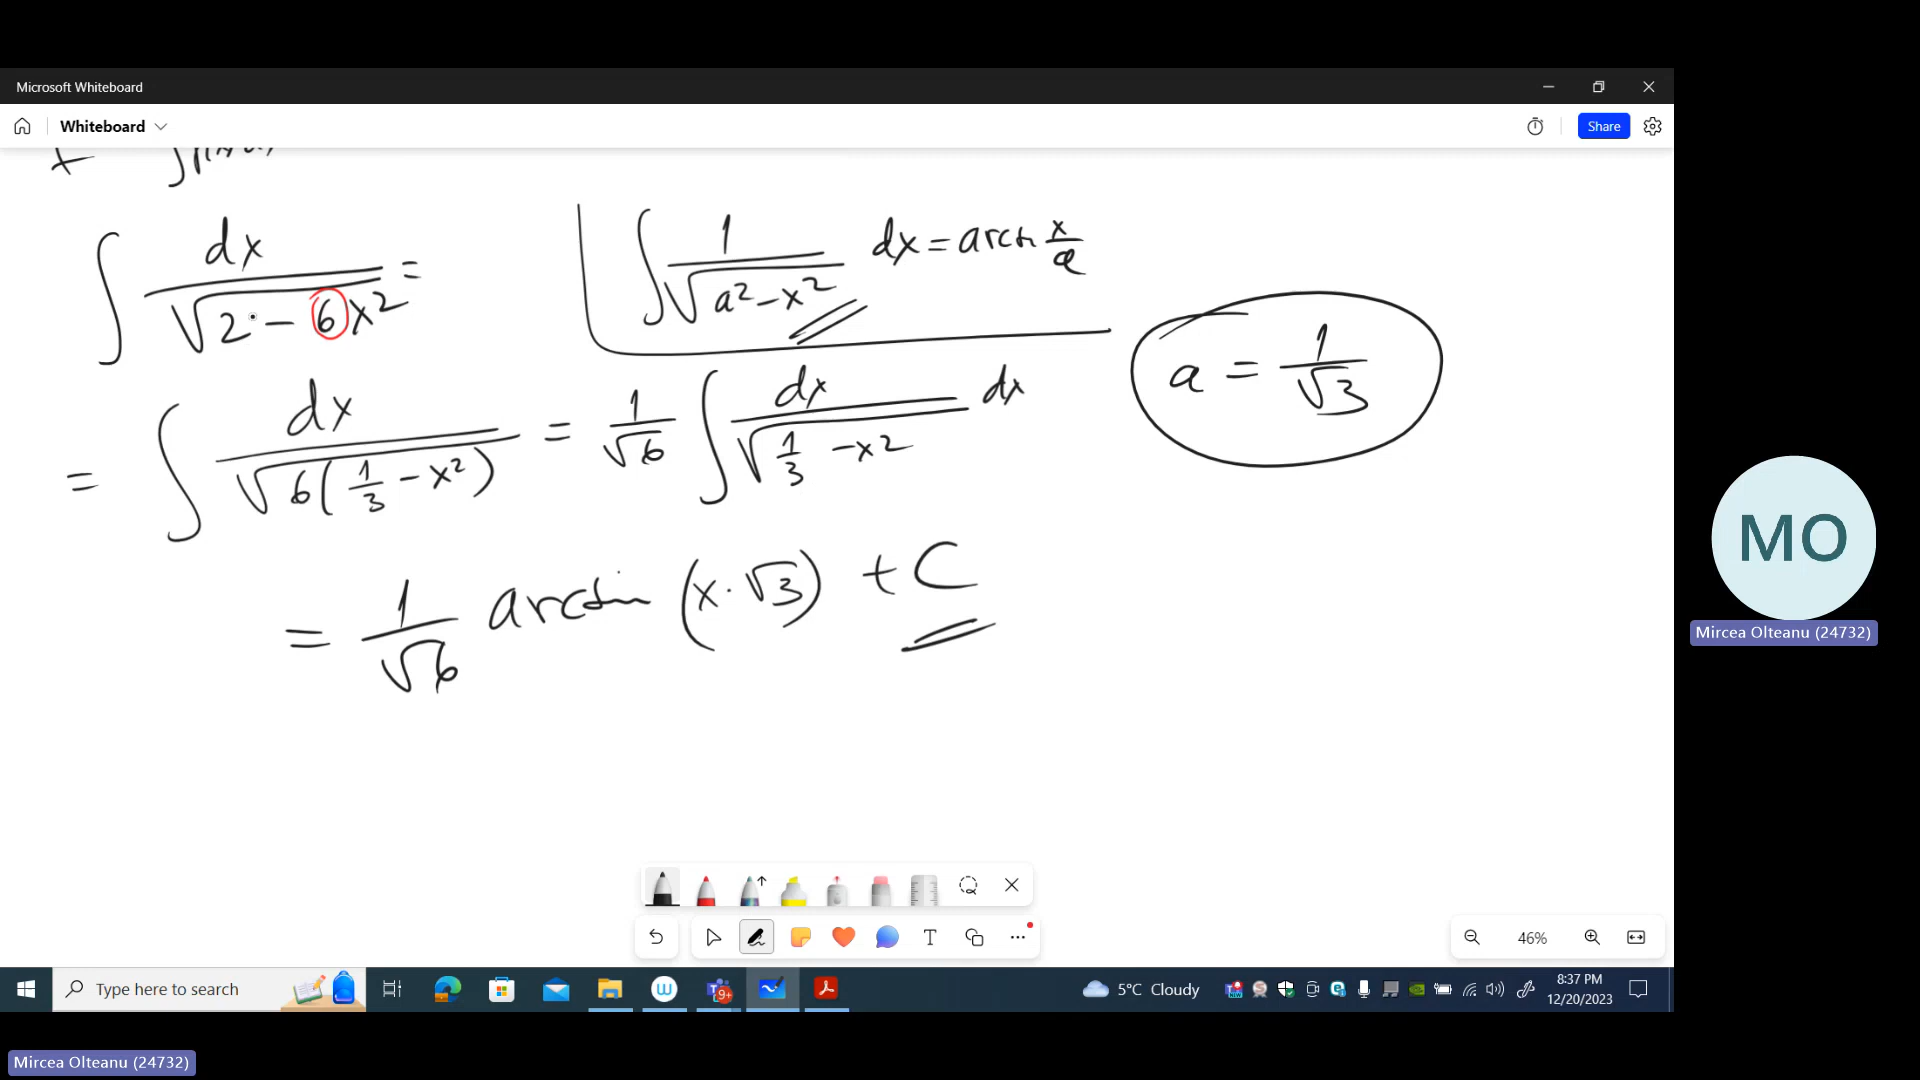 Microsoft Whiteboard
Whiteboard
Share
∫ dx / √(2 - 6x²) =
∫ 1 / √(a² - x²) dx = arcsin x/a
a = 1/√3
= ∫ dx / √(6(1/3 - x²)) = 1/√6 ∫ dx / √(1/3 - x²) dx
= 1/√6 arcsin (x·√3) + C
MO
Mircea Olteanu (24732)
T
46%
Type here to search
9+
5°C Cloudy
8:37 PM
12/20/2023
Mircea Olteanu (24732)